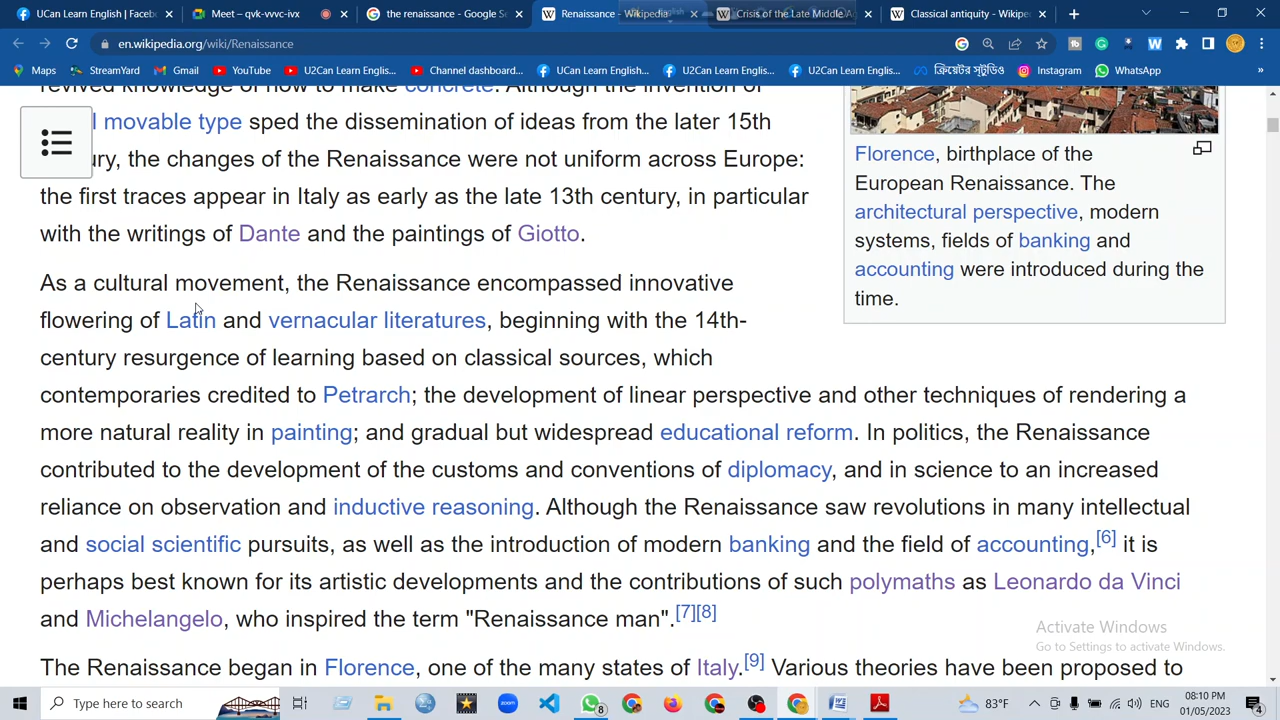 UCan Learn English | Faceb
Meet – qvk-vvvc-ivx
the renaissance - Google Se
Renaissance - Wikipedia
Crisis of the Late Middle Ag
Classical antiquity - Wikipe
en.wikipedia.org/wiki/Renaissance
Maps StreamYard Gmail YouTube U2Can Learn Englis... Channel dashboard... UCan Learn English... U2Can Learn Englis... U2Can Learn Englis... ক্রিয়েটর স্টুডিও Instagram WhatsApp
revived knowledge of how to make concrete. Although the invention of
l movable type sped the dissemination of ideas from the later 15th
ury, the changes of the Renaissance were not uniform across Europe:
the first traces appear in Italy as early as the late 13th century, in particular
with the writings of Dante and the paintings of Giotto.
Florence, birthplace of the
European Renaissance. The
architectural perspective, modern
systems, fields of banking and
accounting were introduced during the
time.
As a cultural movement, the Renaissance encompassed innovative
flowering of Latin and vernacular literatures, beginning with the 14th-
century resurgence of learning based on classical sources, which
contemporaries credited to Petrarch; the development of linear perspective and other techniques of rendering a
more natural reality in painting; and gradual but widespread educational reform. In politics, the Renaissance
contributed to the development of the customs and conventions of diplomacy, and in science to an increased
reliance on observation and inductive reasoning. Although the Renaissance saw revolutions in many intellectual
and social scientific pursuits, as well as the introduction of modern banking and the field of accounting,[6] it is
perhaps best known for its artistic developments and the contributions of such polymaths as Leonardo da Vinci
and Michelangelo, who inspired the term "Renaissance man".[7][8]
The Renaissance began in Florence, one of the many states of Italy.[9] Various theories have been proposed to
Activate Windows
Go to Settings to activate Windows.
Type here to search
zoom
8
83°F
ENG
08:10 PM
01/05/2023
4